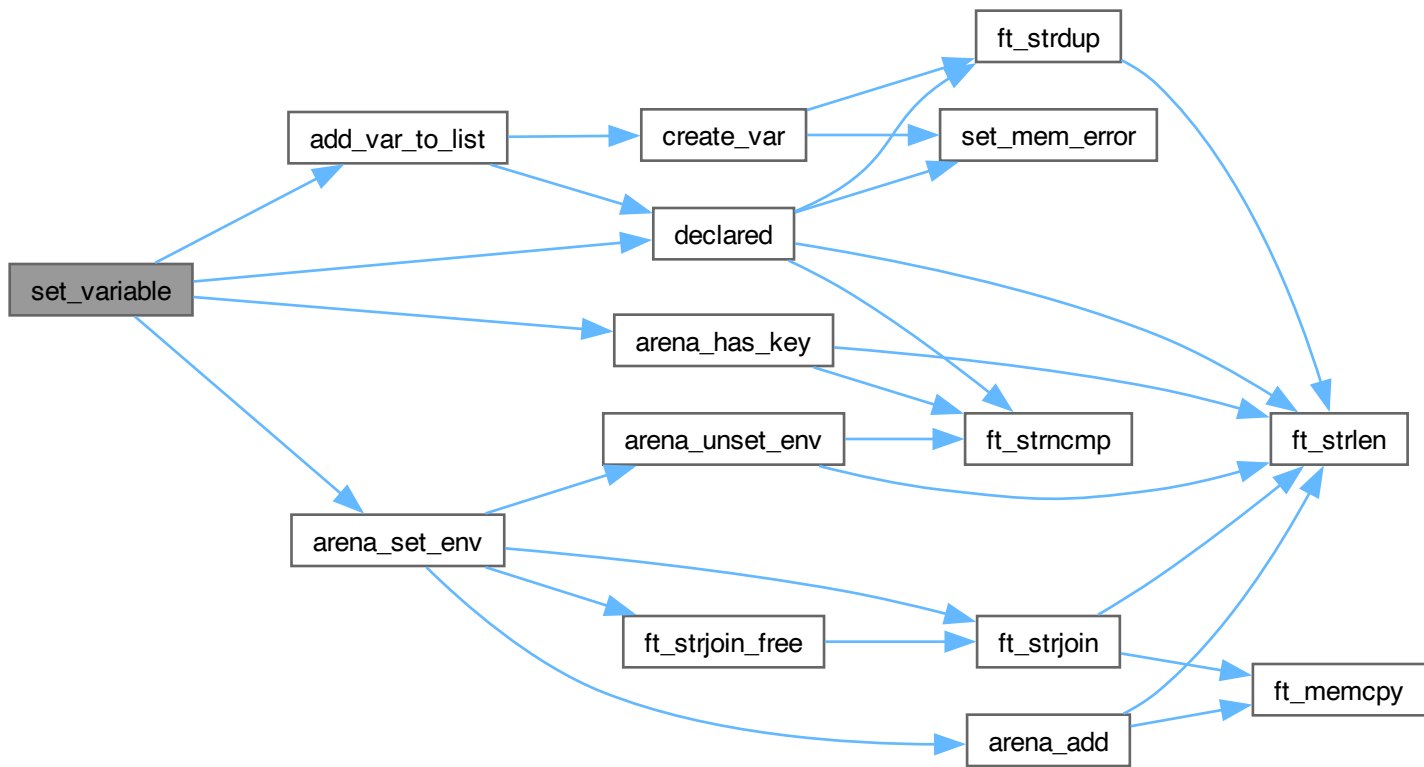 ft_strdup
add_var_to_list
create_var
set_mem_error
declared
set_variable
arena_has_key
arena_unset_env
ft_strncmp
ft_strlen
arena_set_env
ft_strjoin_free
ft_strjoin
ft_memcpy
arena_add